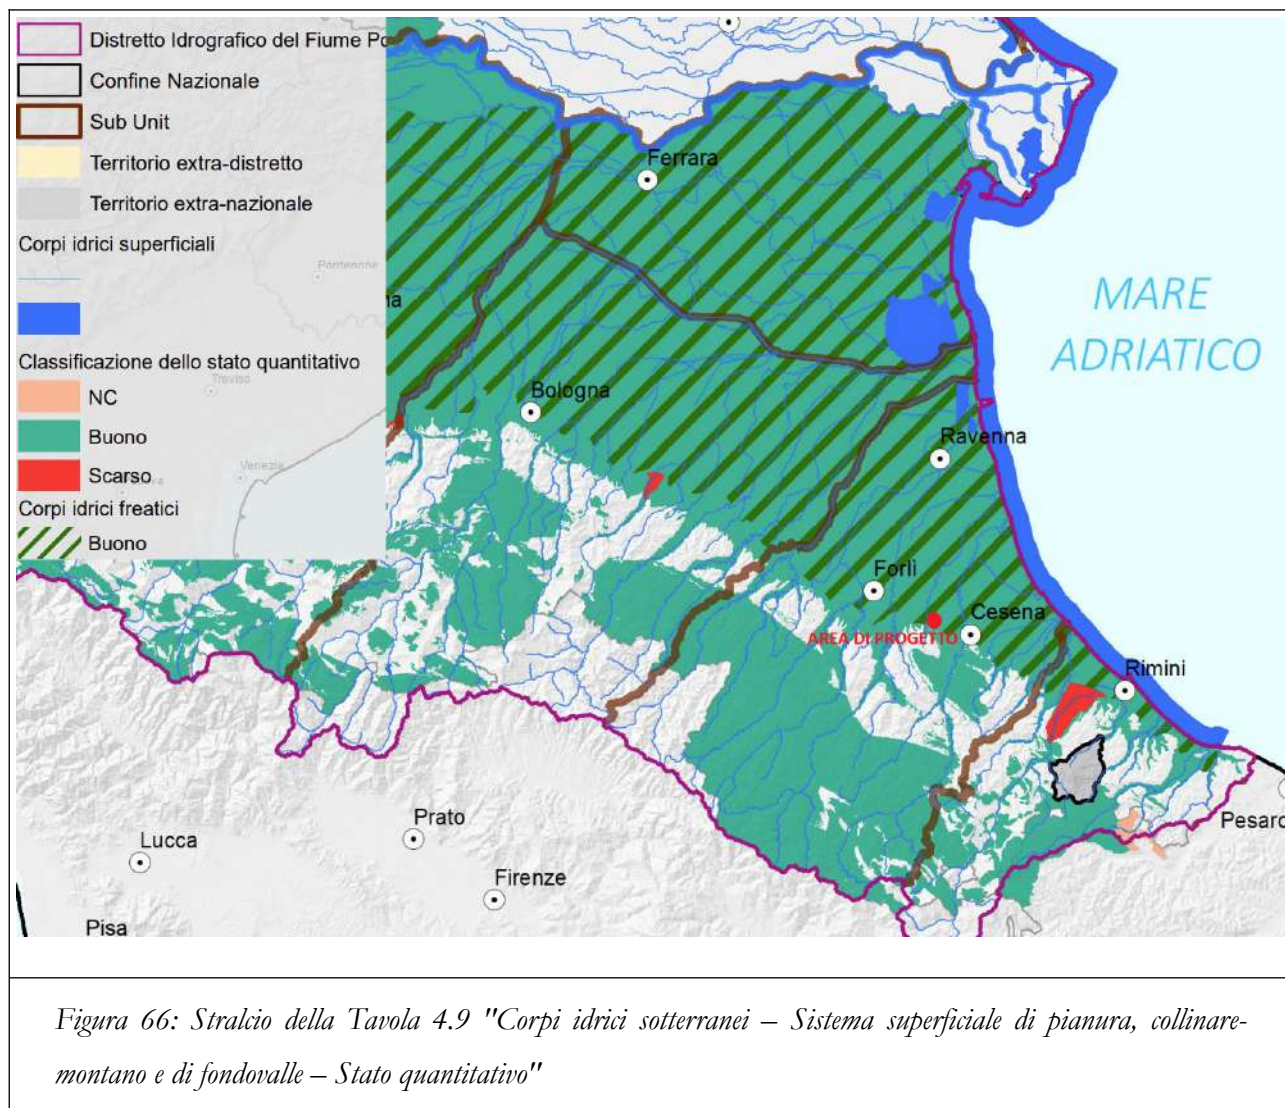 Distretto Idrografico del Fiume Po
Confine Nazionale
Sub Unit
Territorio extra-distretto
Territorio extra-nazionale
Corpi idrici superficiali
Pordenone
Classificazione dello stato quantitativo
Treviso
NC
Buono
Venezia
Scarso
Corpi idrici freatici
Buono
Ferrara
MARE
ADRIATICO
Bologna
Ravenna
Forlì
Cesena
AREA DI PROGETTO
Rimini
Prato
Lucca
Pesaro
Firenze
Pisa
Figura 66: Stralcio della Tavola 4.9 "Corpi idrici sotterranei – Sistema superficiale di pianura, collinare-
montano e di fondovalle – Stato quantitativo"